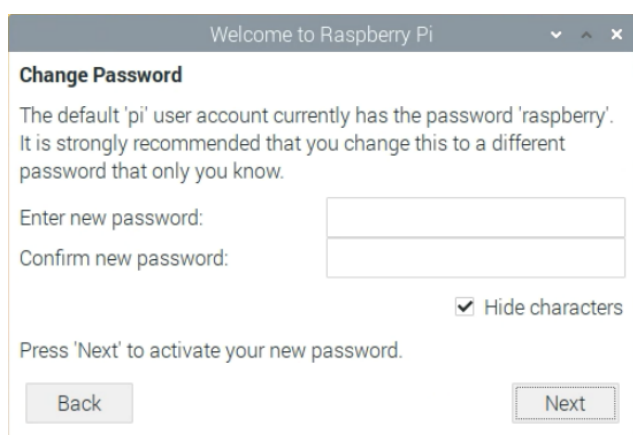 Welcome to Raspberry Pi
Change Password
The default 'pi' user account currently has the password 'raspberry'.
It is strongly recommended that you change this to a different
password that only you know.
Enter new password:
Confirm new password:
Hide characters
Press 'Next' to activate your new password.
Back Next